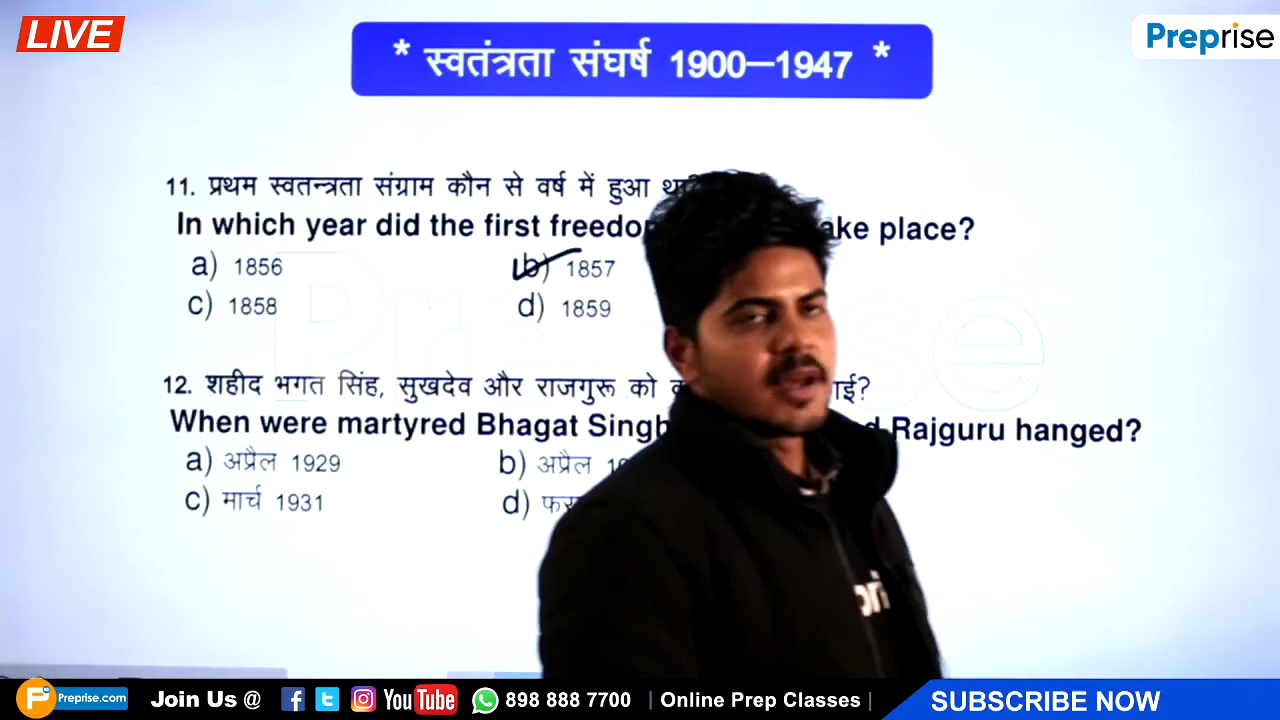 LIVE
Preprise
* स्वतंत्रता संघर्ष 1900–1947 *
11. प्रथम स्वतन्त्रता संग्राम कौन से वर्ष में हुआ था?
In which year did the first place?
a) 1856 b) 1857
c) 1858 d) 1859
12. शहीद भगत सिंह, सुखदेव और राजगुरू को
When were martyred Bhagat Singh Rajguru hanged?
a) अप्रैल 1929 b) अप्रैल
c) मार्च 1931 d)
Preprise.com Join Us @ YouTube 898 888 7700 | Online Prep Classes | SUBSCRIBE NOW